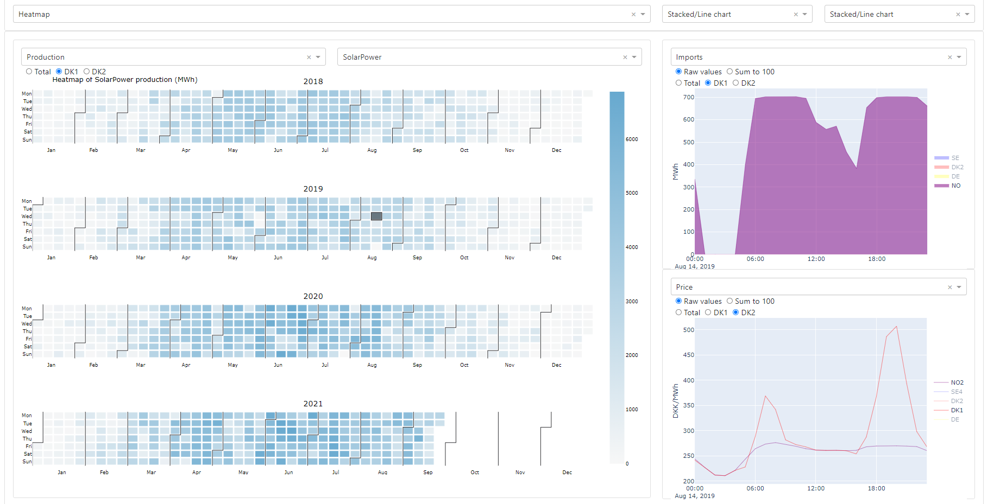 Heatmap × Stacked/Line chart × Stacked/Line chart ×
Production × SolarPower ×
Total DK1 DK2
Heatmap of SolarPower production (MWh)
2018
Mon
Tue
Wed
Thu
Fri
Sat
Sun
Jan Feb Mar Apr May Jun Jul Aug Sep Oct Nov Dec
2019
Mon
Tue
Wed
Thu
Fri
Sat
Sun
Jan Feb Mar Apr May Jun Jul Aug Sep Oct Nov Dec
2020
Mon
Tue
Wed
Thu
Fri
Sat
Sun
Jan Feb Mar Apr May Jun Jul Aug Sep Oct Nov Dec
2021
Mon
Tue
Wed
Thu
Fri
Sat
Sun
Jan Feb Mar Apr May Jun Jul Aug Sep Oct Nov Dec
6000
5000
4000
3000
2000
1000
0
Imports ×
Raw values Sum to 100
Total DK1 DK2
MWh
700
600
500
400
300
200
100
0
00:00 06:00 12:00 18:00
Aug 14, 2019
SE
DK2
DE
NO
Price ×
Raw values Sum to 100
Total DK1 DK2
DKK/MWh
500
450
400
350
300
250
200
00:00 06:00 12:00 18:00
Aug 14, 2019
NO2
SE4
DK2
DK1
DE